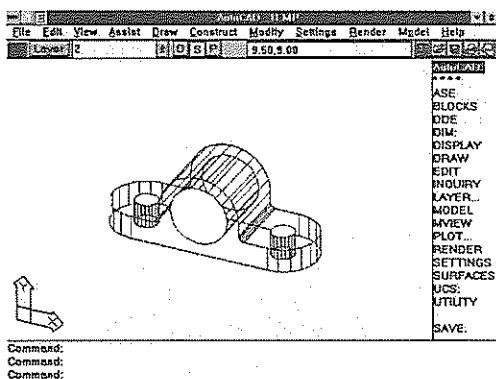 AutoCAD - TEMP
File Edit View Assist Draw Construct Modify Settings Render Model Help
Layer 2 O S P 9.50,9.00
AutoCAD
* * * *
ASE
BLOCKS
DDE
DIM:
DISPLAY
DRAW
EDIT
INQUIRY
LAYER...
MODEL
MVIEW
PLOT...
RENDER
SETTINGS
SURFACES
UCS:
UTILITY
SAVE:
Command:
Command:
Command: